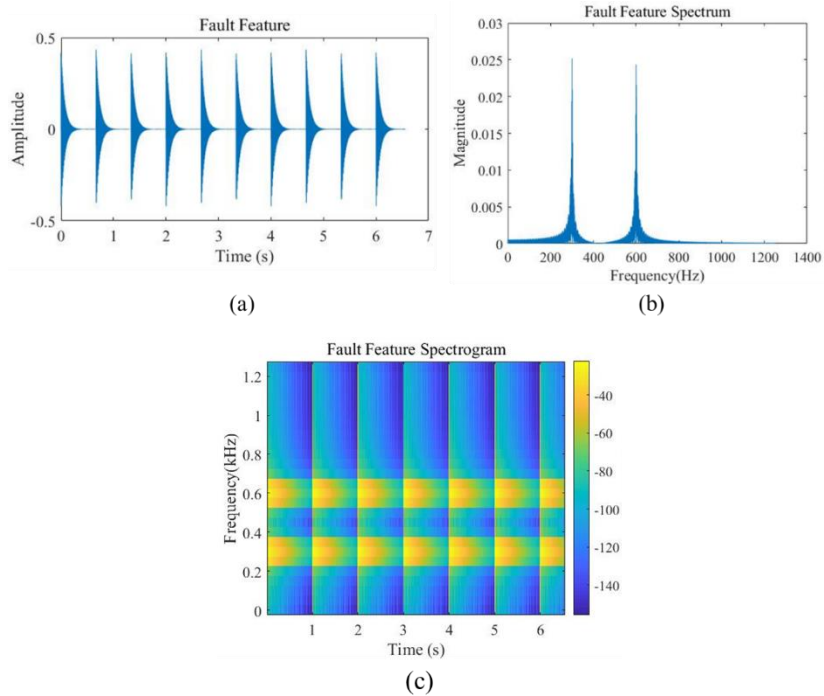 Fault Feature
0.5
0
-0.5
Amplitude
0 1 2 3 4 5 6 7
Time (s)
(a)
Fault Feature Spectrum
0.03
0.025
0.02
0.015
0.01
0.005
0
Magnitude
0 200 400 600 800 1000 1200 1400
Frequency(Hz)
(b)
Fault Feature Spectrogram
1.2
1
0.8
0.6
0.4
0.2
0
Frequency(kHz)
1 2 3 4 5 6
Time (s)
-40
-60
-80
-100
-120
-140
(c)